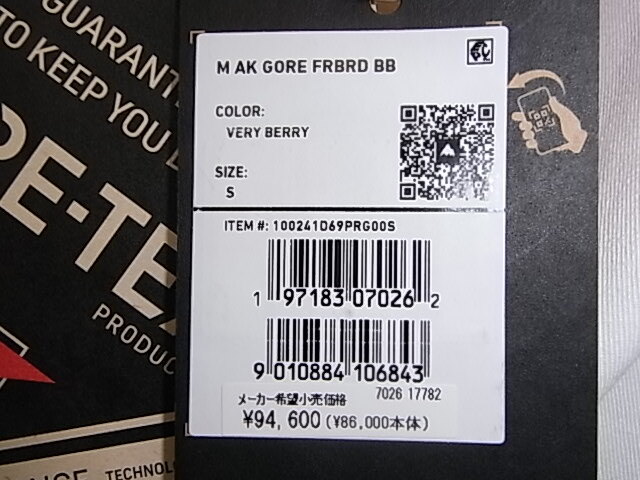 GUARANT
TO KEEP YOU
RE-TE
PRODUC
TECHNOL
M AK GORE FRBRD BB
COLOR:
VERY BERRY
SIZE:
S
ITEM #: 100241D69PRG00S
1 97183 07026 2
9 010884 106843
メーカー希望小売価格 7026 17782
¥94,600(¥86,000本体)